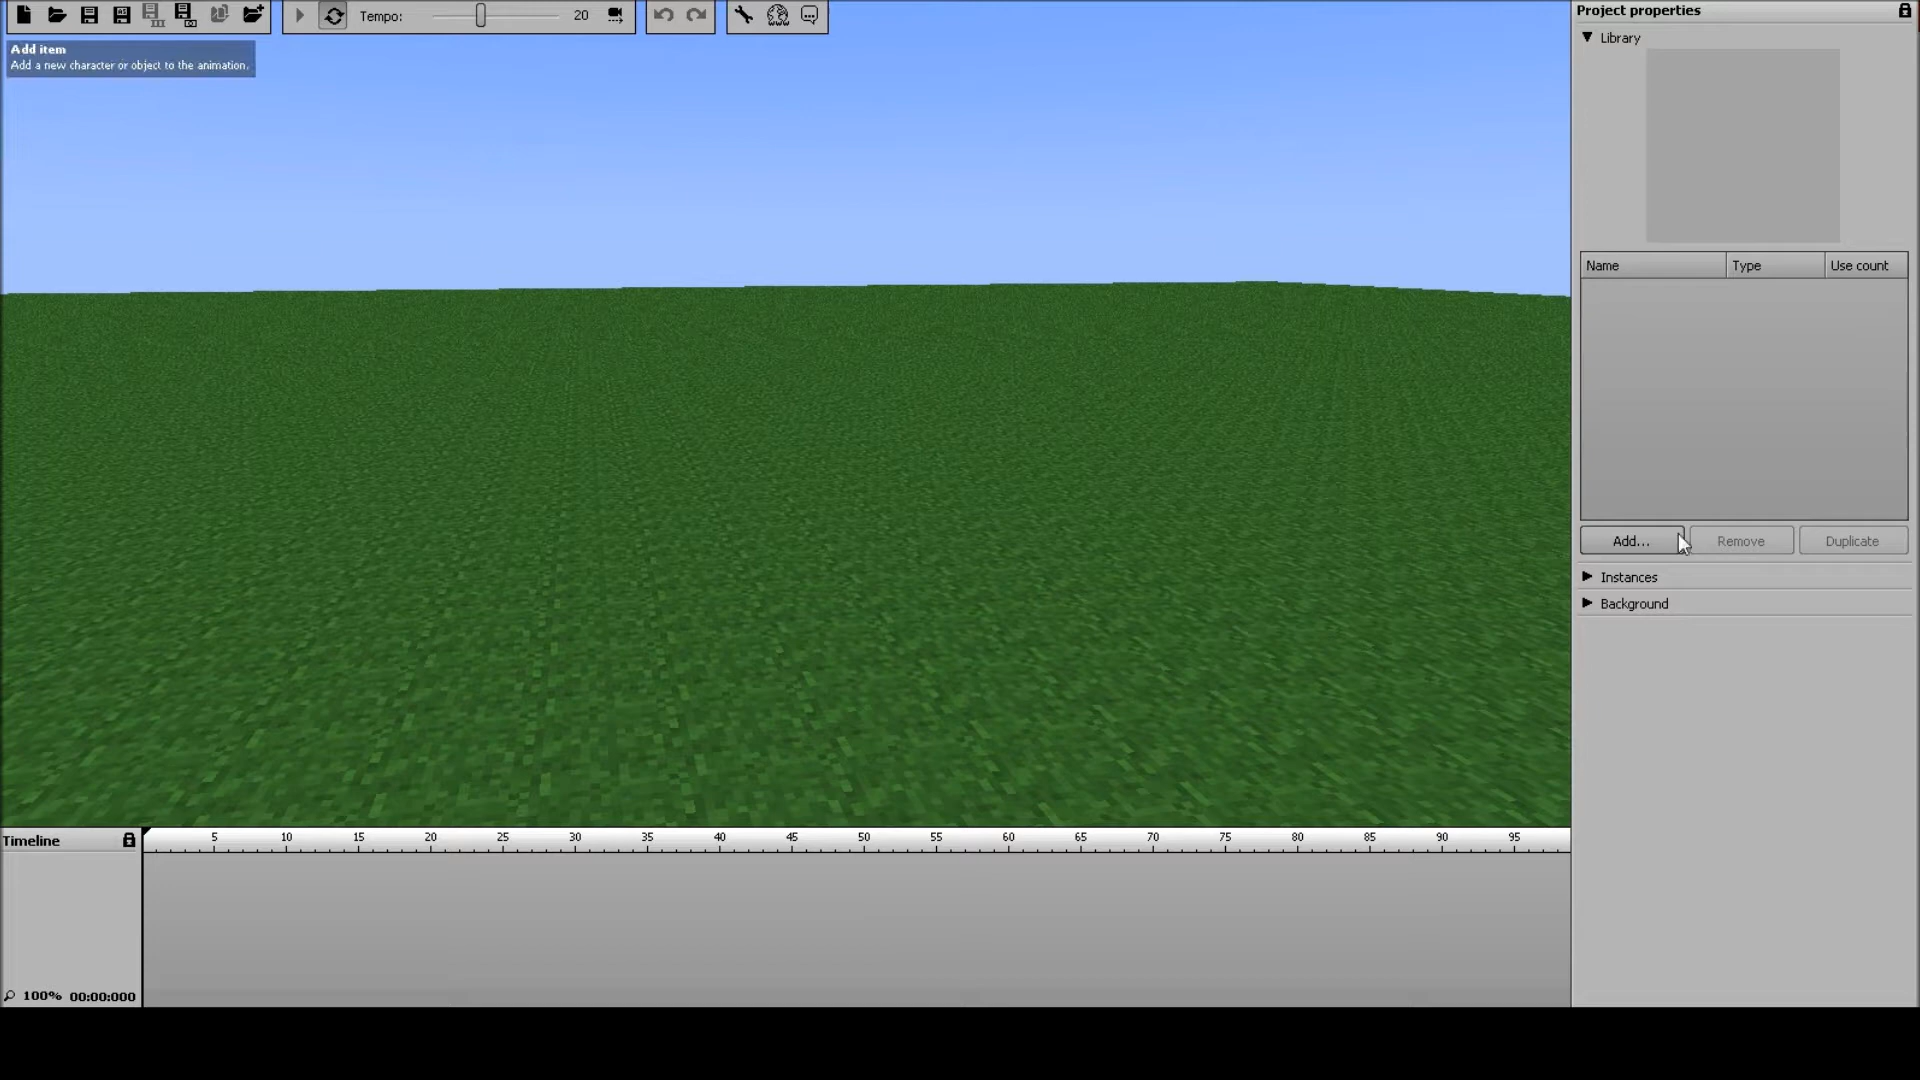 Tempo: 20
Add item
Add a new character or object to the animation.
Project properties
Library
Name Type Use count
Add... Remove Duplicate
Instances
Background
Timeline
5 10 15 20 25 30 35 40 45 50 55 60 65 70 75 80 85 90 95
100% 00:00:000